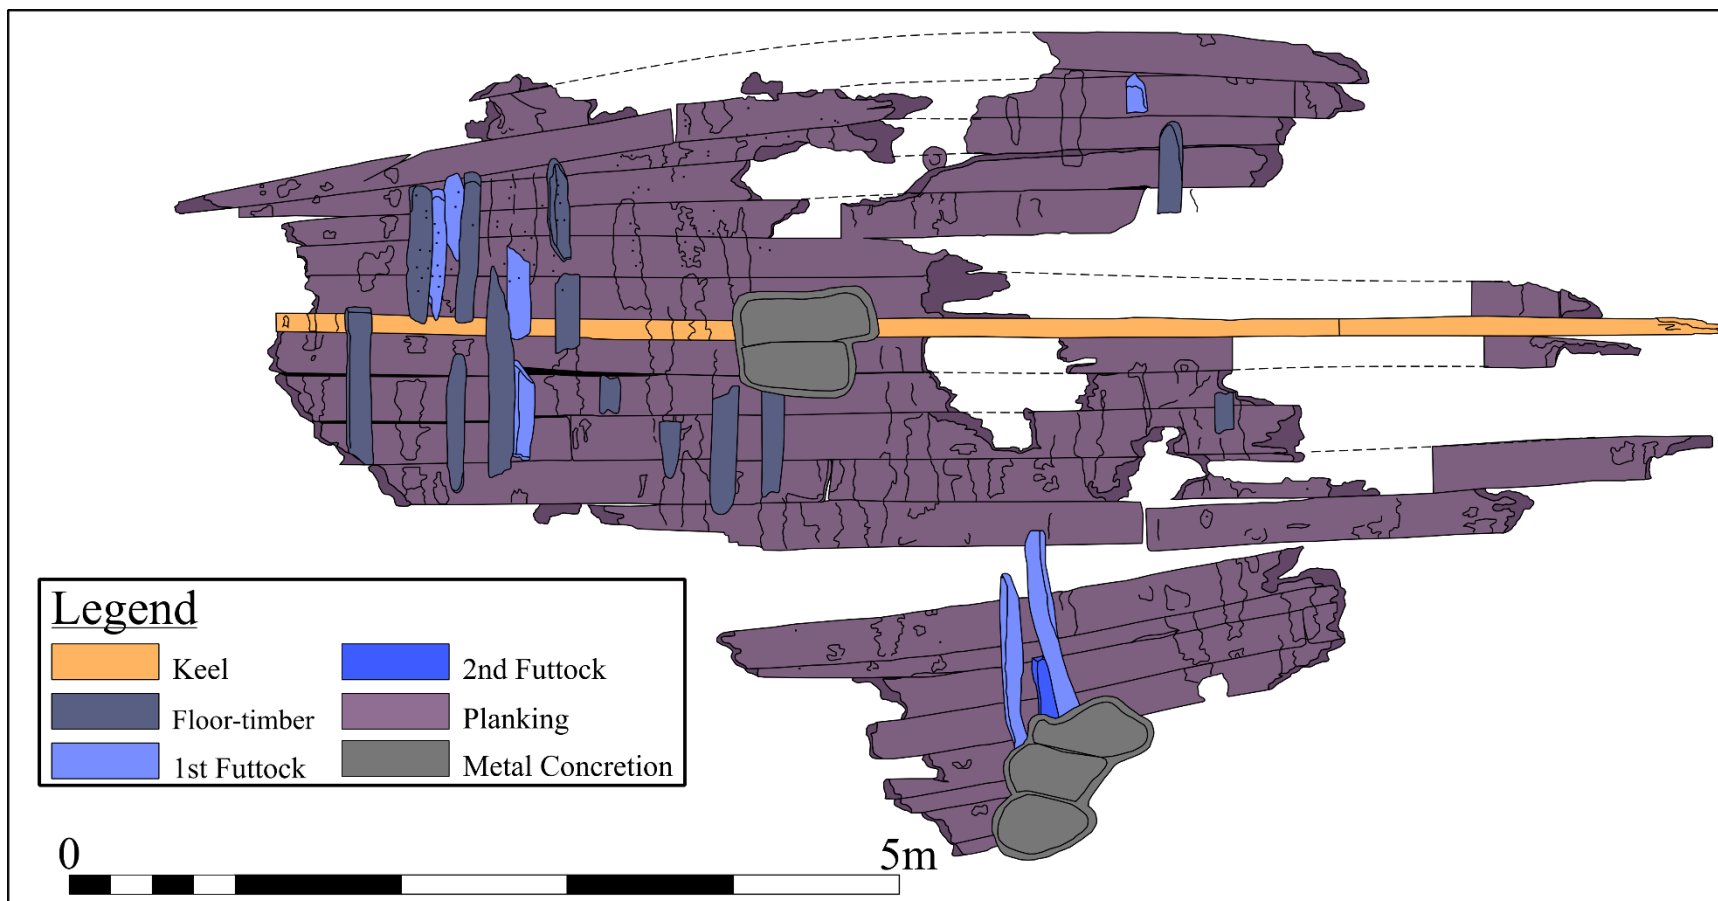 Legend
Keel
Floor-timber
1st Futtock
2nd Futtock
Planking
Metal Concretion
0 5m